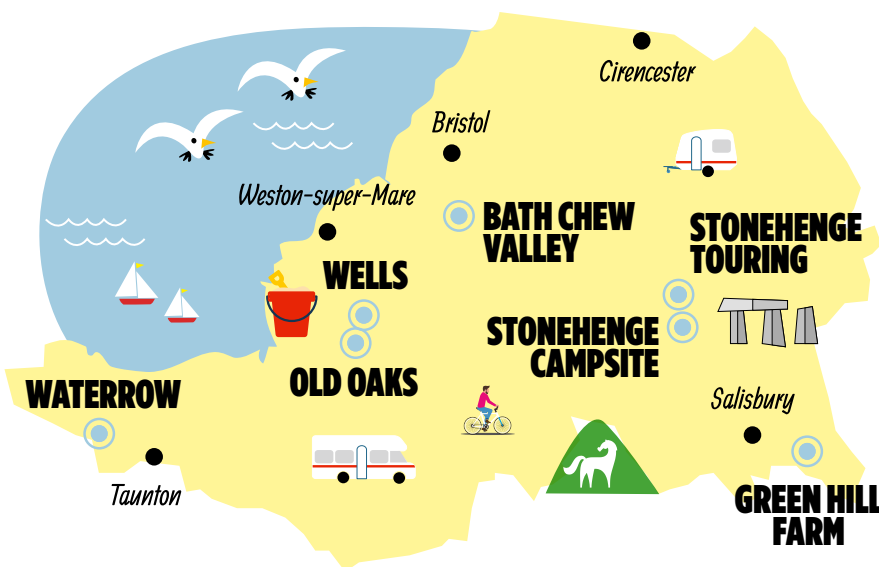 Cirencester
Bristol
Weston-super-Mare
BATH CHEW
VALLEY
STONEHENGE
TOURING
WELLS
STONEHENGE
CAMPSITE
OLD OAKS
WATERROW
Salisbury
Taunton
GREEN HILL
FARM